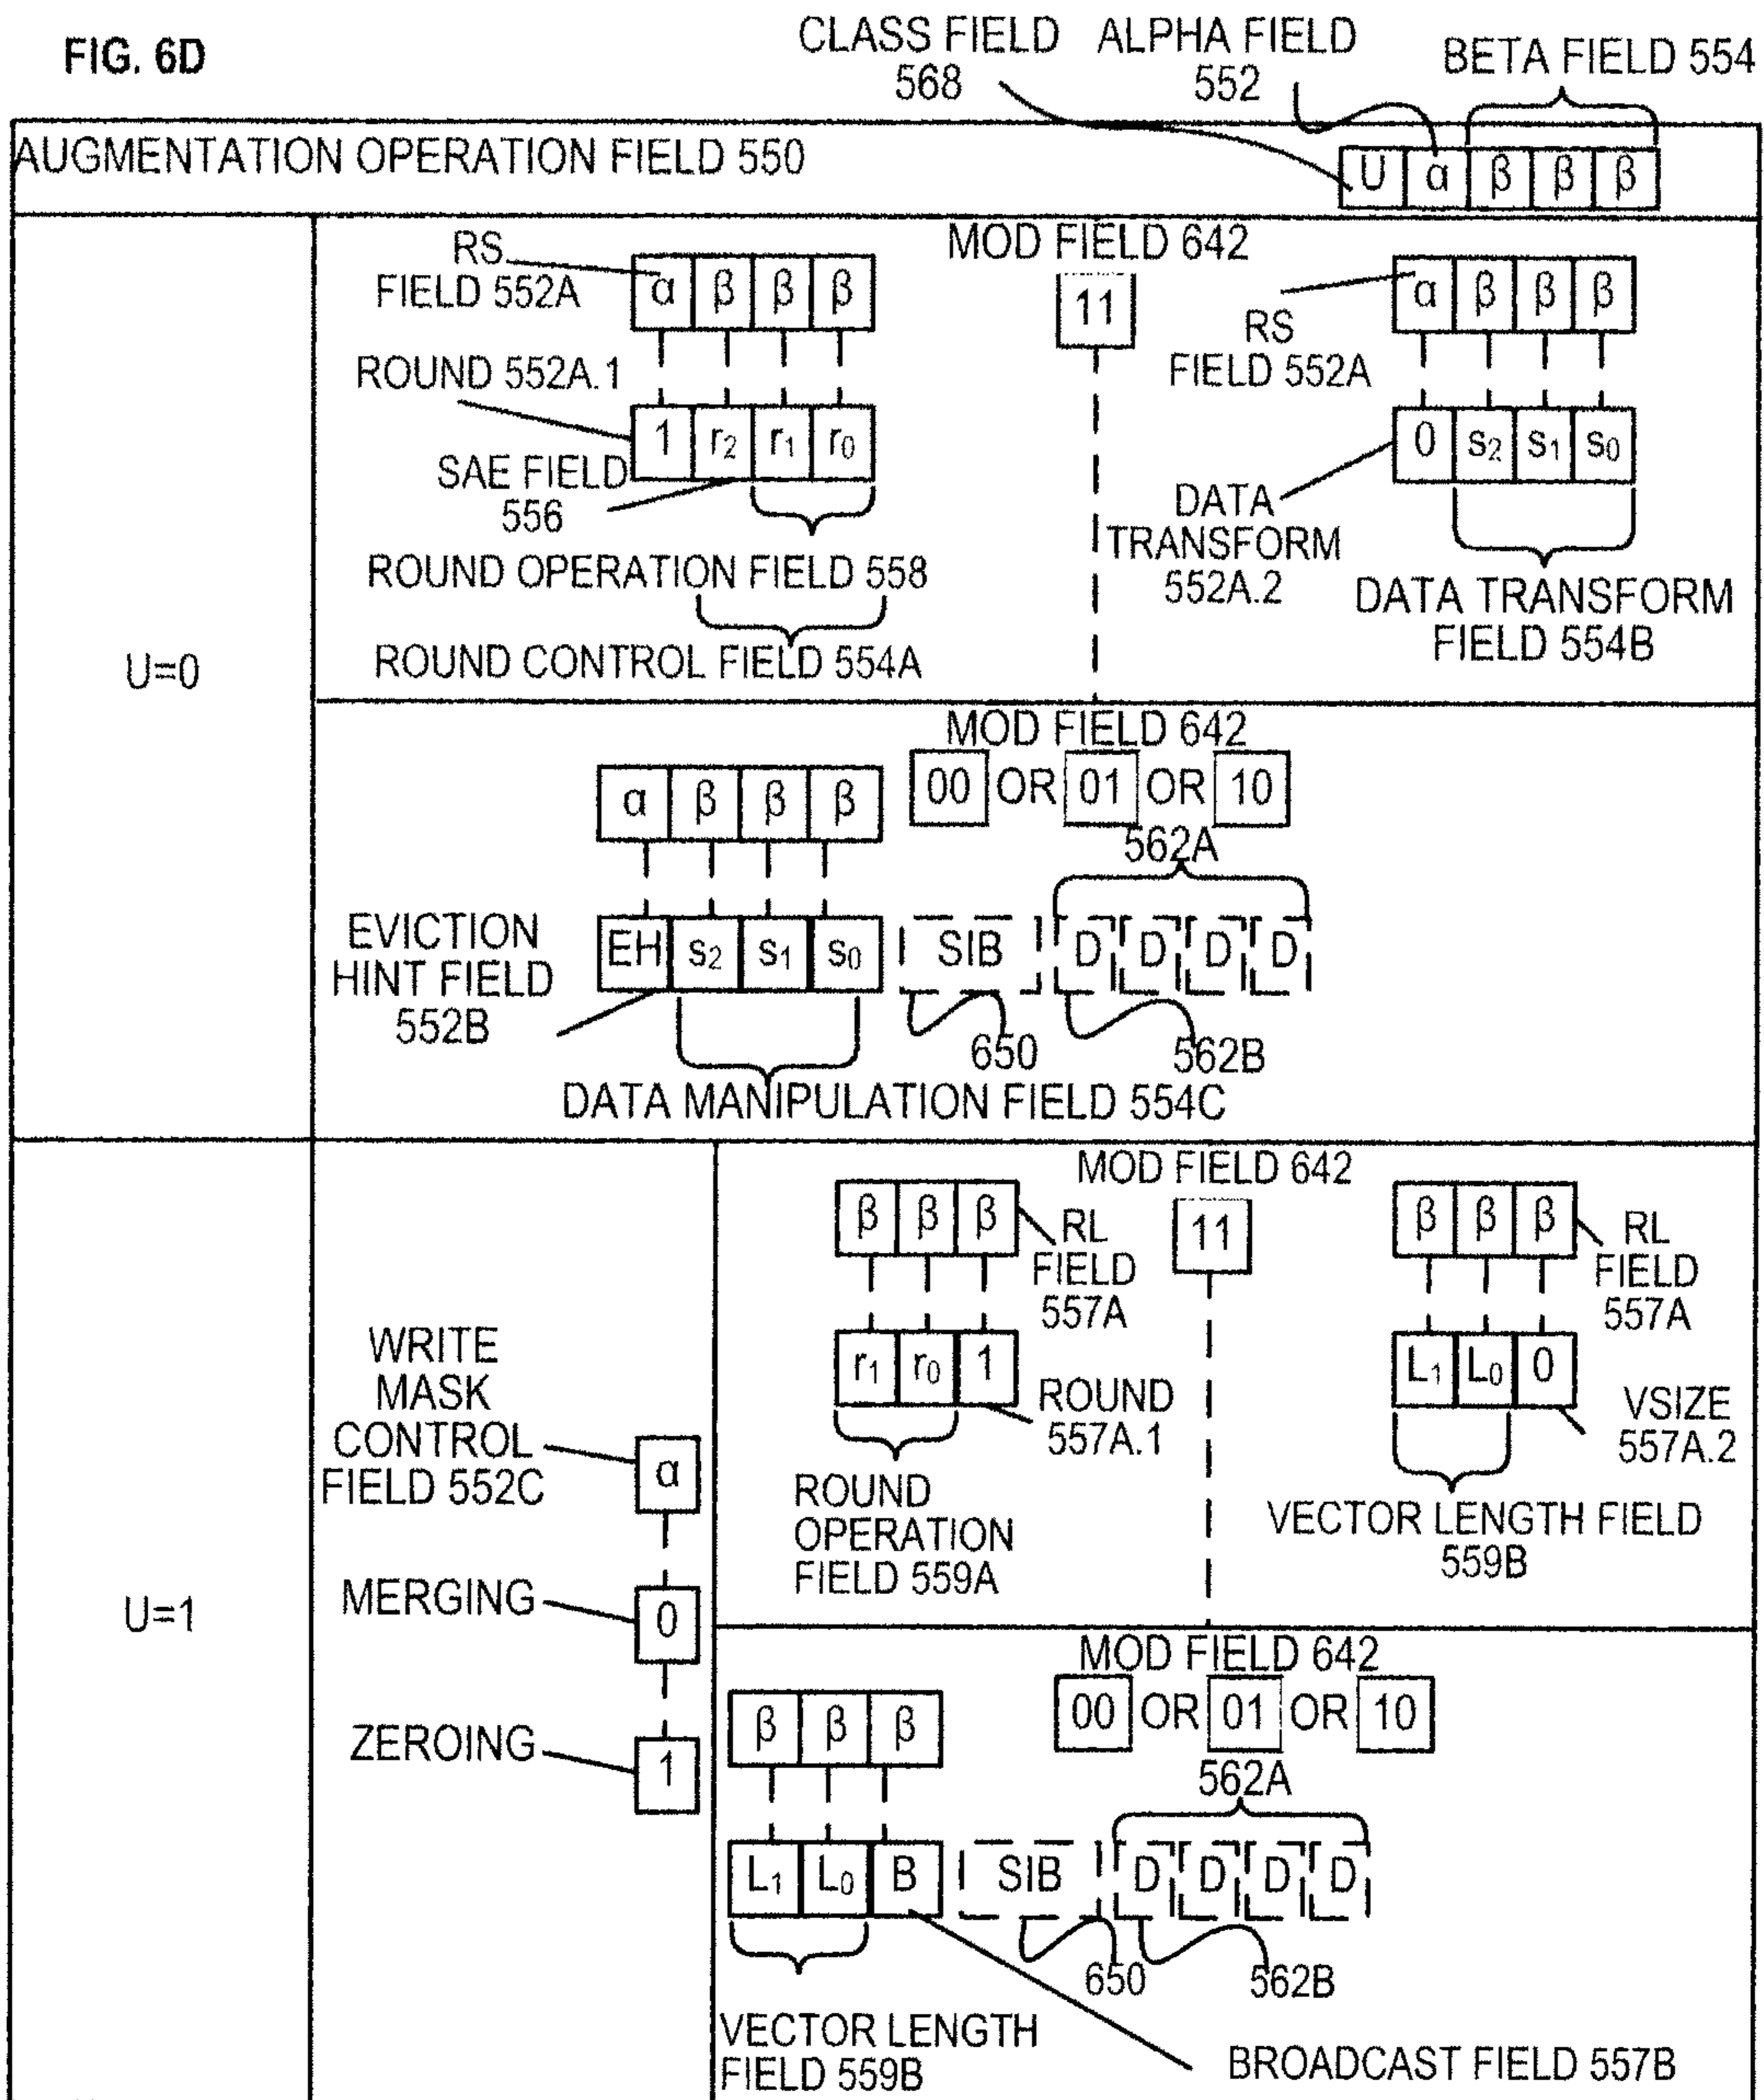 FIG. 6D
CLASS FIELD
568
ALPHA FIELD
552
BETA FIELD 554
AUGMENTATION OPERATION FIELD 550
U α β β β
U=0
MOD FIELD 642
11
RS
FIELD 552A
α β β β
ROUND 552A.1
1 r2 r1 r0
SAE FIELD
556
ROUND OPERATION FIELD 558
ROUND CONTROL FIELD 554A
α β β β
RS
FIELD 552A
0 s2 s1 s0
DATA
TRANSFORM
552A.2
DATA TRANSFORM
FIELD 554B
MOD FIELD 642
00 OR 01 OR 10
α β β β
562A
EVICTION
HINT FIELD
552B
EH s2 s1 s0 SIB D D D D
650
562B
DATA MANIPULATION FIELD 554C
U=1
WRITE
MASK
CONTROL
FIELD 552C
α
MERGING
0
ZEROING
1
MOD FIELD 642
11
β β β
RL
FIELD
557A
r1 r0 1
ROUND
557A.1
ROUND
OPERATION
FIELD 559A
β β β
RL
FIELD
557A
L1 L0 0
VSIZE
557A.2
VECTOR LENGTH FIELD
559B
MOD FIELD 642
00 OR 01 OR 10
β β β
562A
L1 L0 B SIB D D D D
650
562B
VECTOR LENGTH
FIELD 559B
BROADCAST FIELD 557B